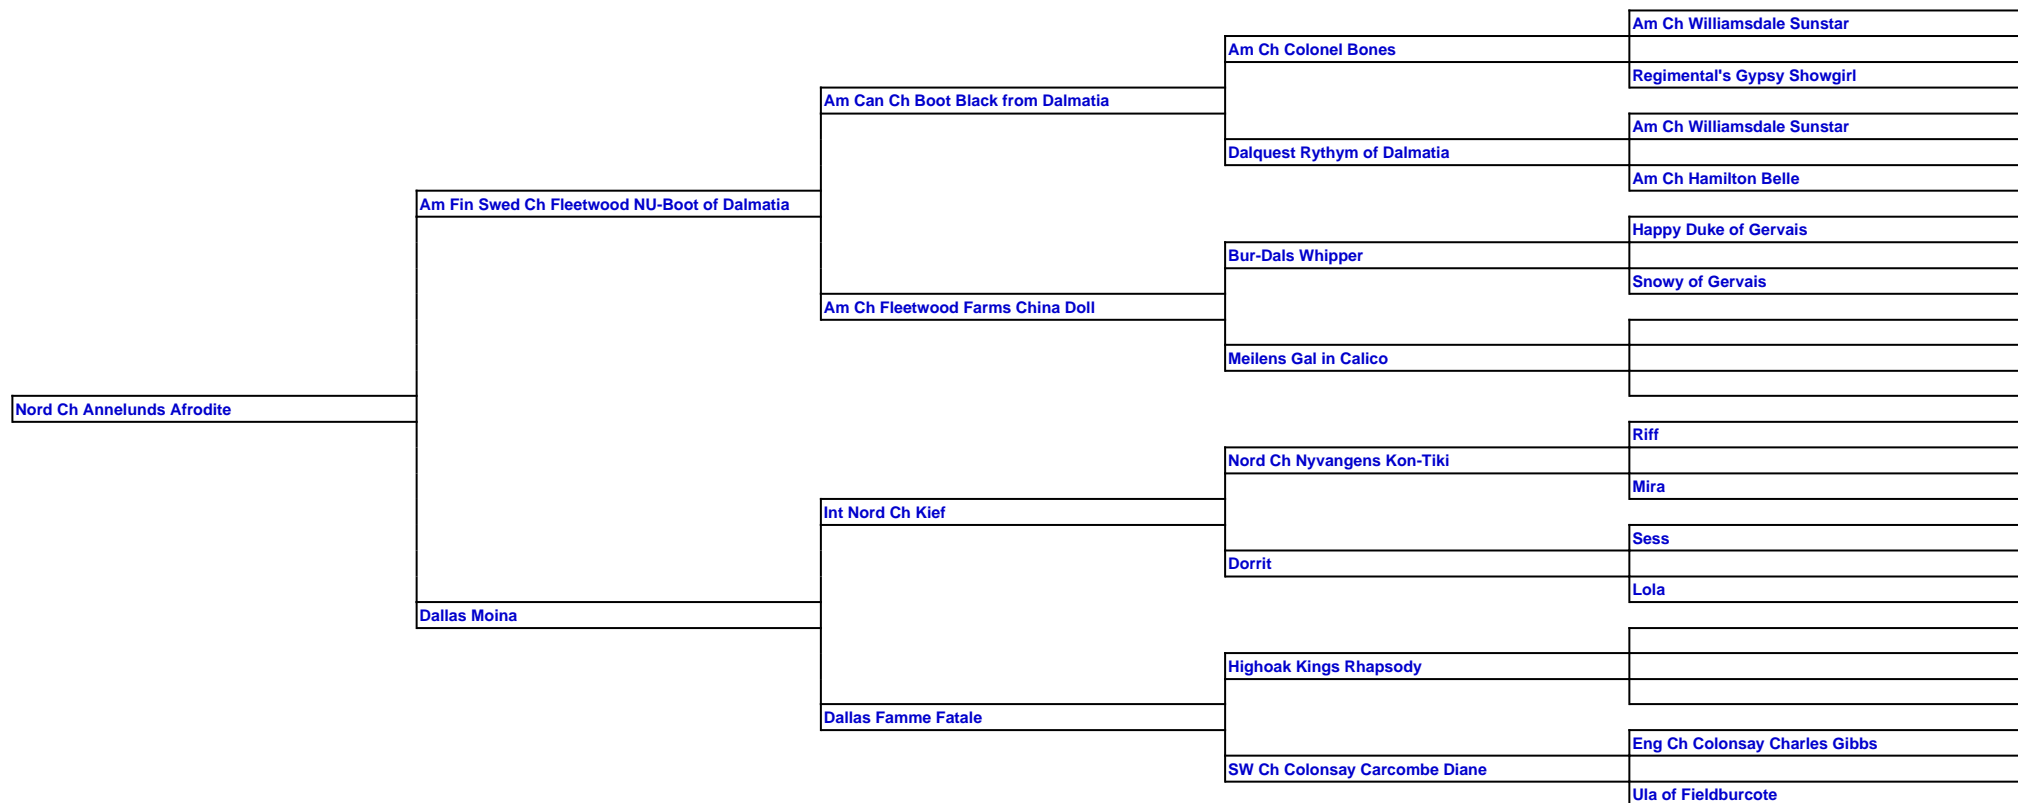 Am Ch Williamsdale Sunstar
Am Ch Colonel Bones
Regimental's Gypsy Showgirl
Am Can Ch Boot Black from Dalmatia
Am Ch Williamsdale Sunstar
Dalquest Rythym of Dalmatia
Am Ch Hamilton Belle
Am Fin Swed Ch Fleetwood NU-Boot of Dalmatia
Happy Duke of Gervais
Bur-Dals Whipper
Snowy of Gervais
Am Ch Fleetwood Farms China Doll
Meilens Gal in Calico
Nord Ch Annelunds Afrodite
Riff
Nord Ch Nyvangens Kon-Tiki
Mira
Int Nord Ch Kief
Sess
Dorrit
Lola
Dallas Moina
Highoak Kings Rhapsody
Dallas Famme Fatale
Eng Ch Colonsay Charles Gibbs
SW Ch Colonsay Carcombe Diane
Ula of Fieldburcote